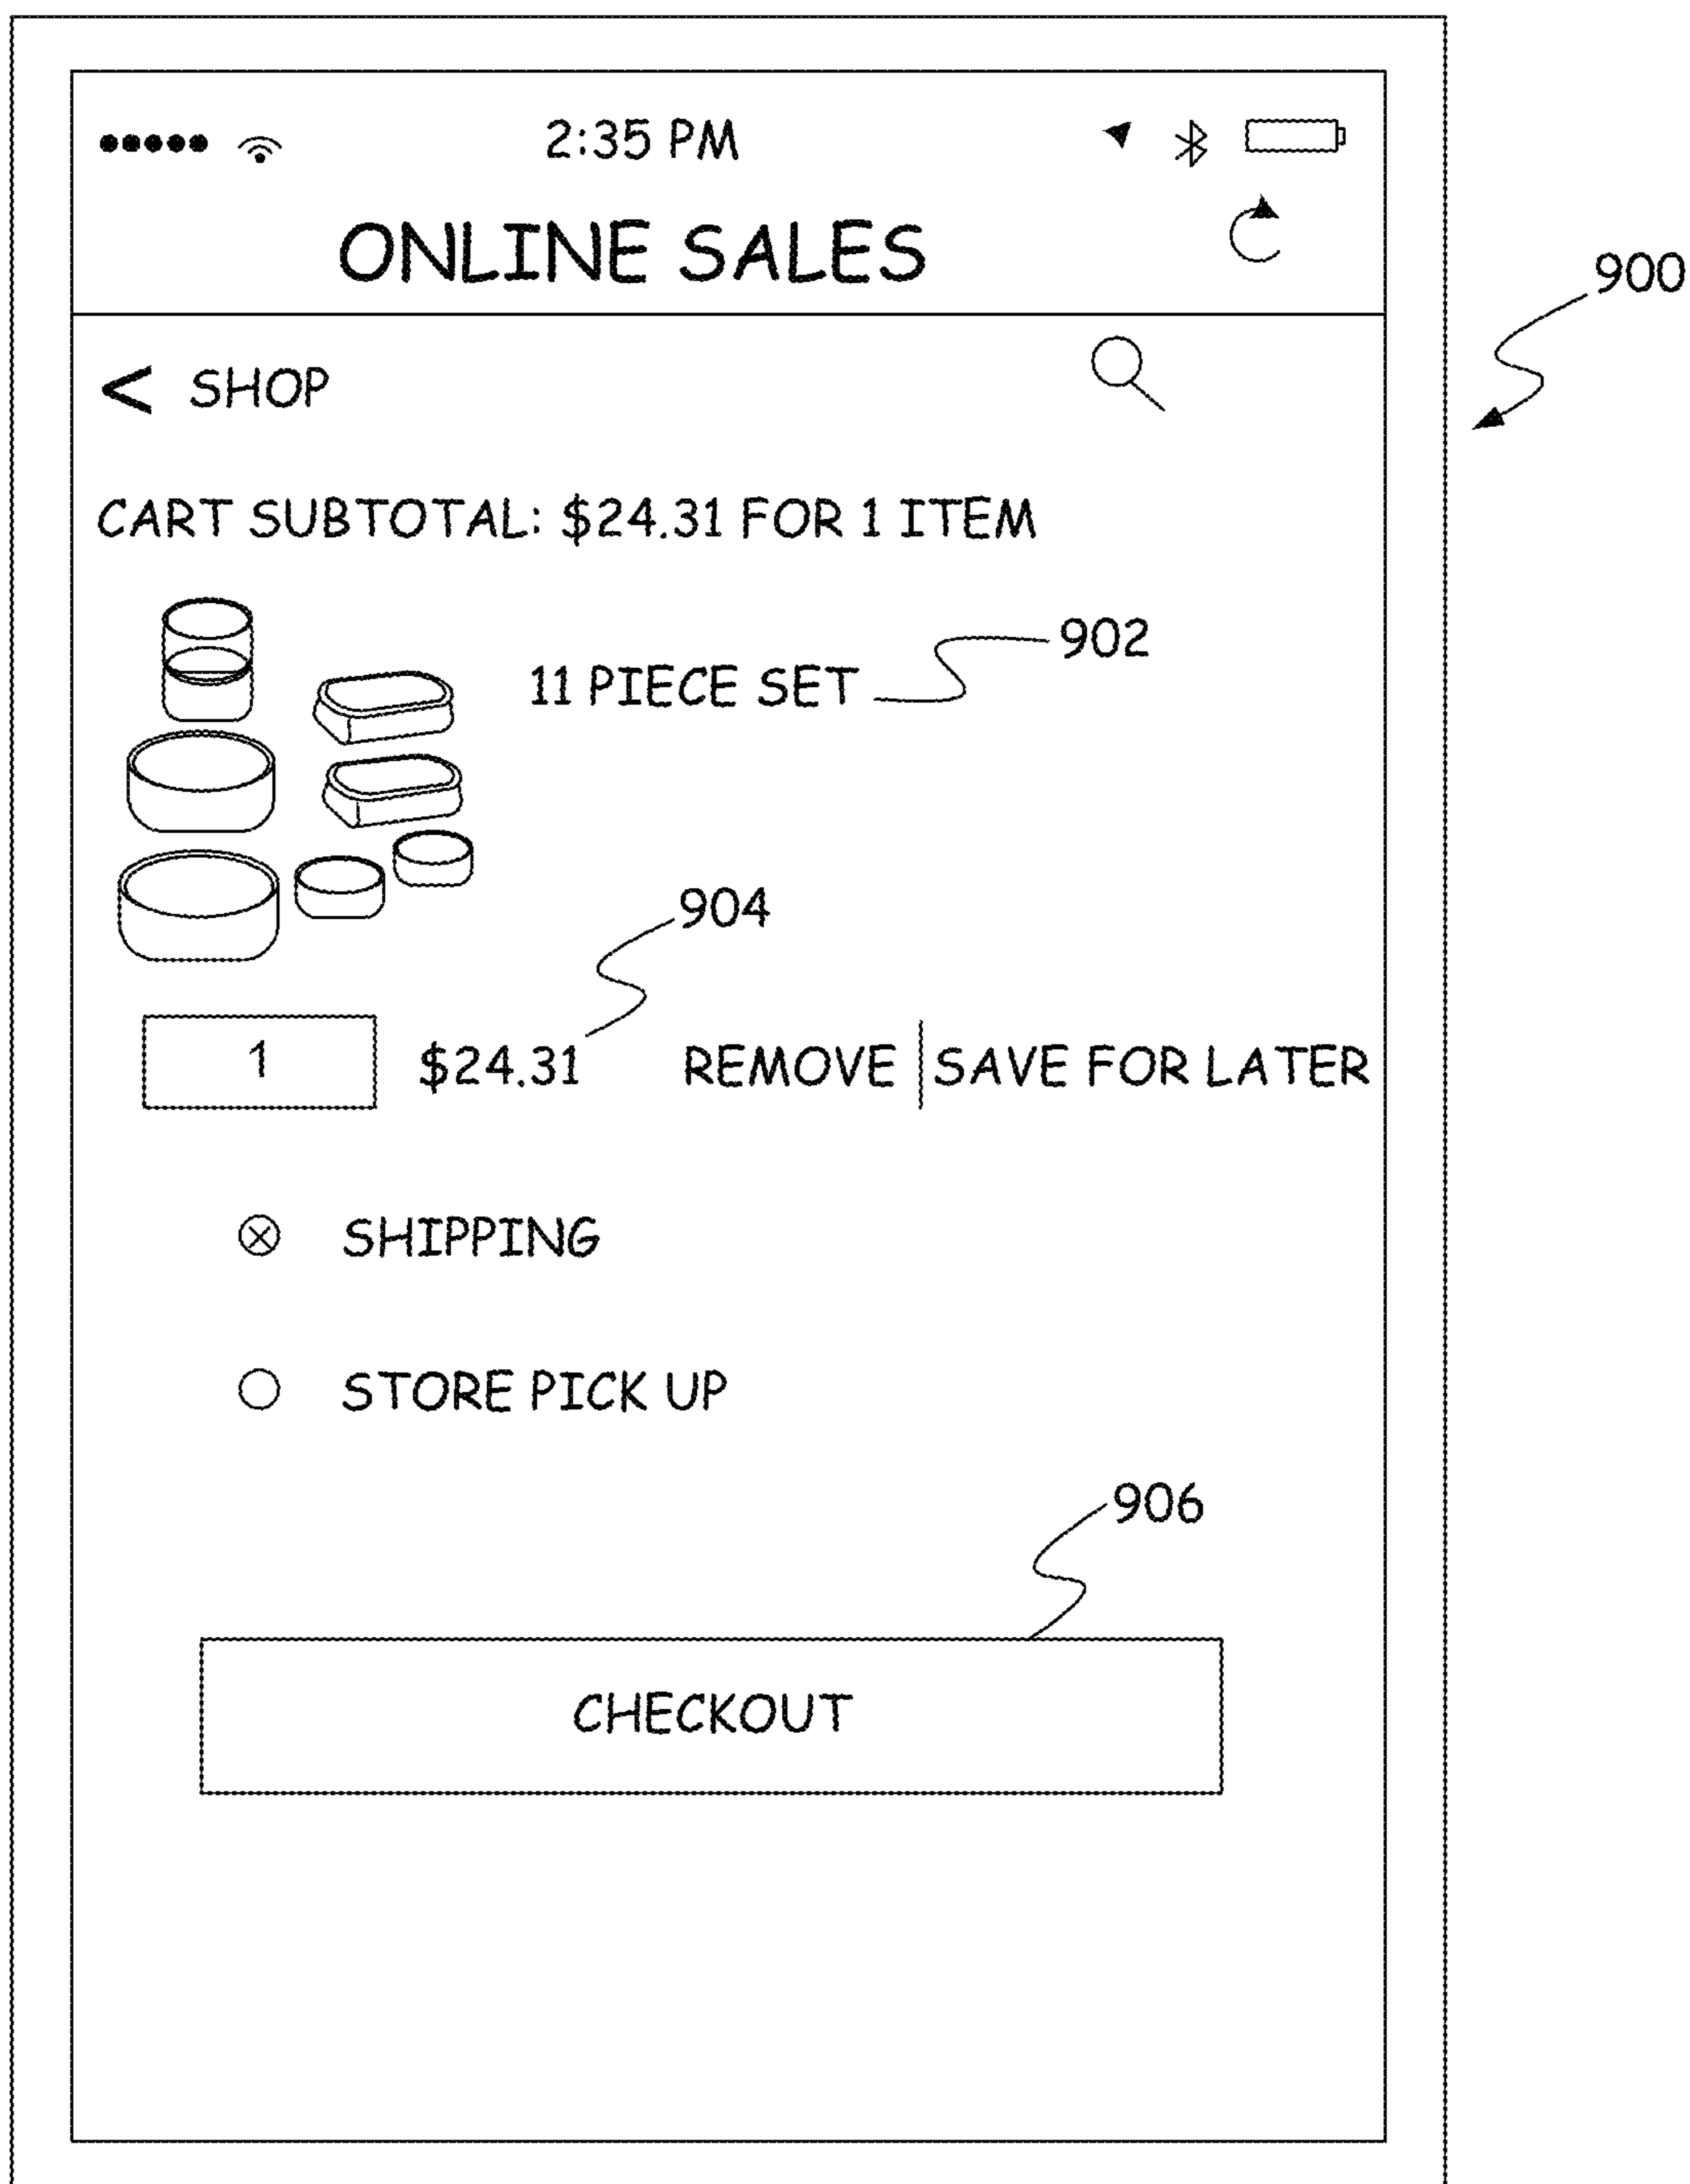 2:35 PM
ONLINE SALES
900
< SHOP
CART SUBTOTAL: $24.31 FOR 1 ITEM
902
11 PIECE SET
904
1 $24.31 REMOVE | SAVE FOR LATER
SHIPPING
STORE PICK UP
906
CHECKOUT